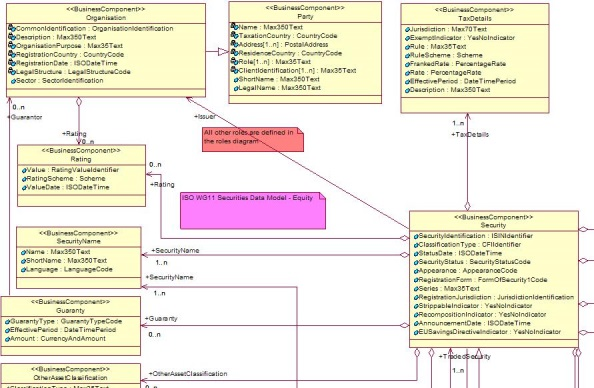 <<BusinessComponent>>
Organisation
CommonIdentification : OrganisationIdentification
Description : Max350Text
OrganisationPurpose : Max35Text
RegistrationCountry : CountryCode
RegistrationDate : ISODateTime
LegalStructure : LegalStructureCode
Sector : SectorIdentification
<<BusinessComponent>>
Party
Name : Max350Text
TaxationCountry : CountryCode
Address[1..n] : PostalAddress
ResidenceCountry : CountryCode
Role[1..n] : Max35Text
ClientIdentification[1..n] : Max35Text
ShortName : Max350Text
LegalName : Max350Text
<<BusinessComponent>>
TaxDetails
Jurisdiction : Max70Text
ExemptIndicator : YesNoIndicator
Rule : Max35Text
RuleScheme : Scheme
FrankedRate : PercentageRate
Rate : PercentageRate
EffectivePeriod : DateTimePeriod
Description : Max350Text
0..n
+Guarantor
+Issuer
1..n
+TaxDetails
+Rating
0..n
All other roles are defined in
the roles diagram
<<BusinessComponent>>
Rating
Value : RatingValueIdentifier
RatingScheme : Scheme
ValueDate : ISODateTime
0..n
+Rating
ISO WG11 Securities Data Model - Equity
<<BusinessComponent>>
SecurityName
Name : Max350Text
ShortName : Max350Text
Language : LanguageCode
+SecurityName
1..n
+SecurityName
1..n
<<BusinessComponent>>
Security
SecurityIdentification : ISINIdentifier
ClassificationType : CFIIdentifier
StatusDate : ISODateTime
SecurityStatus : SecurityStatusCode
Appearance : AppearanceCode
RegistrationForm : FormOfSecurity1Code
Series : Max35Text
RegistrationJurisdiction : JurisdictionIdentification
StrippableIndicator : YesNoIndicator
RecompositionIndicator : YesNoIndicator
AnnouncementDate : ISODateTime
EUSavingsDirectiveIndicator : YesNoIndicator
<<BusinessComponent>>
Guaranty
GuarantyType : GuarantyTypeCode
EffectivePeriod : DateTimePeriod
Amount : CurrencyAndAmount
+Guaranty
0..n
+TradedSecurity
<<BusinessComponent>>
OtherAssetClassification
+OtherAssetClassification
ClassificationType : Max35Text
0..n